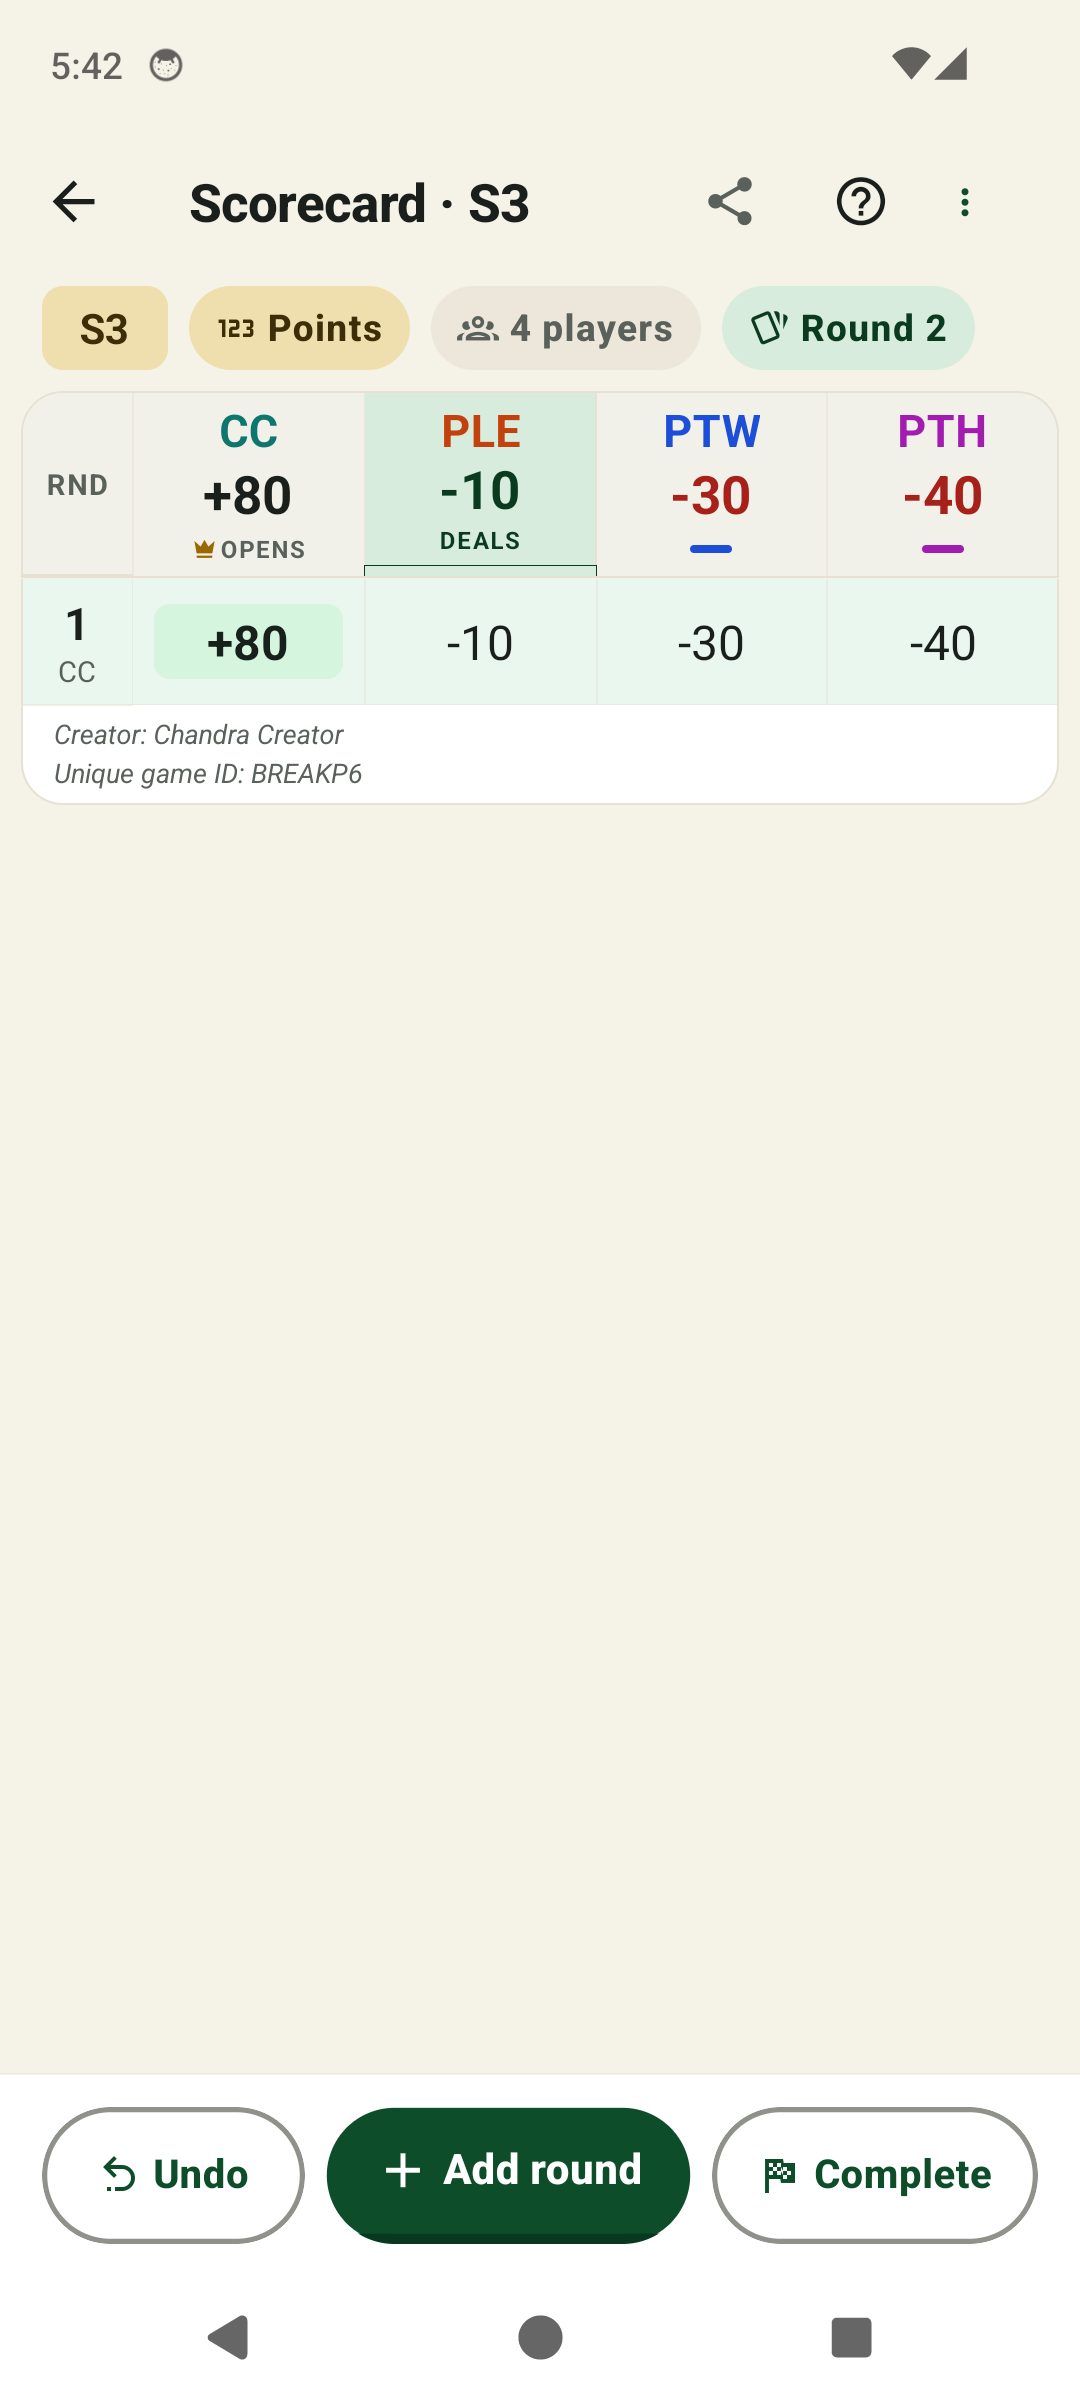 5:42
Scorecard · S3
S3
123 Points
4 players
Round 2
RND
CC
PLE
PTW
PTH
+80
-10
-30
-40
OPENS
DEALS
1
CC
+80
-10
-30
-40
Creator: Chandra Creator
Unique game ID: BREAKP6
Undo
Add round
Complete